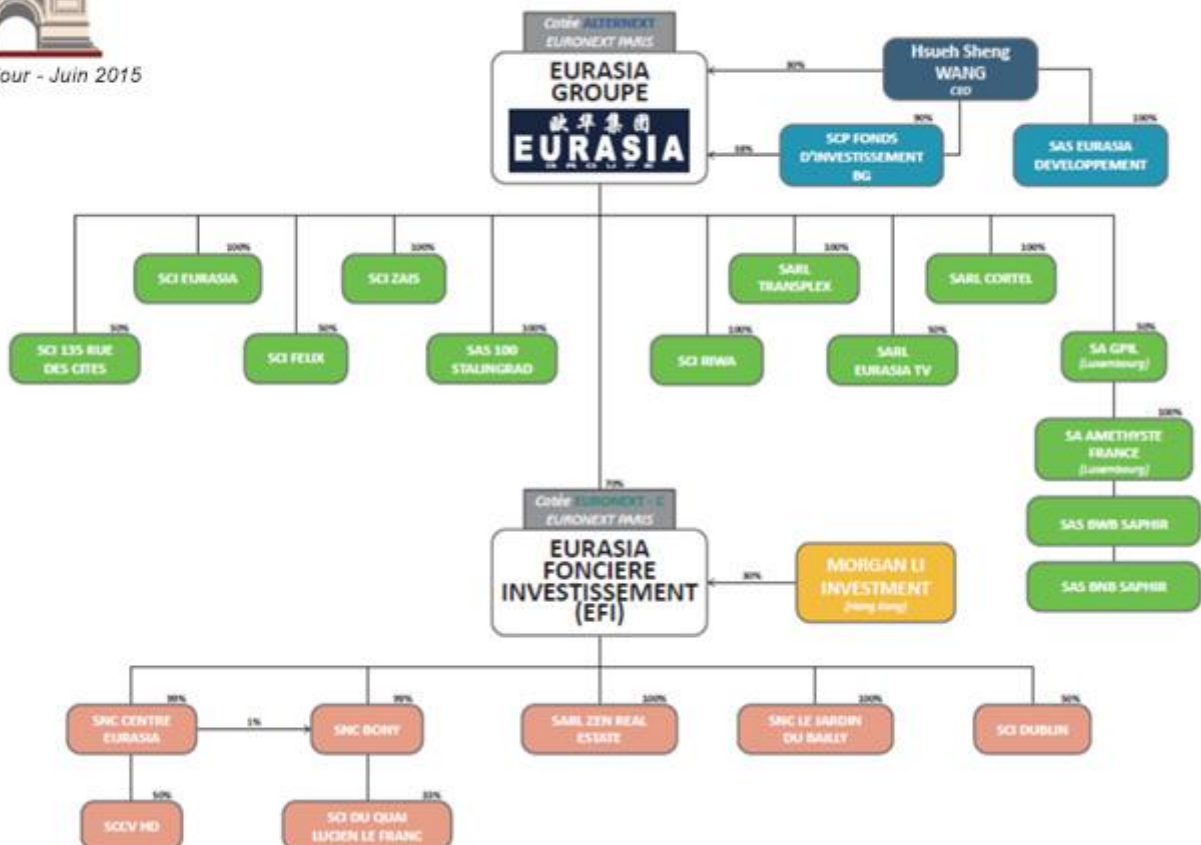 our - Juin 2015
Cotée ALTERNEXT
EURONEXT PARIS
EURASIA
GROUPE
欧华集团
EURASIA
GROUPE
Hsueh Sheng
WANG
CEO
90%
SCP FONDS
D'INVESTISSEMENT
BG
100%
SAS EURASIA
DEVELOPPEMENT
100%
SCI EURASIA
100%
SCI ZAIS
100%
SARL
TRANSPLEX
100%
SARL CORTEL
50%
SCI 135 RUE
DES CITES
50%
SCI FELIX
100%
SAS 100
STALINGRAD
100%
SCI RIWA
50%
SARL
EURASIA TV
50%
SA GPIL
(Luxembourg)
100%
SA AMETHYSTE
FRANCE
(Luxembourg)
SAS BWB SAPHIR
SAS BNB SAPHIR
70%
Cotée EURONEXT - C
EURONEXT PARIS
EURASIA
FONCIERE
INVESTISSEMENT
(EFI)
30%
MORGAN LI
INVESTMENT
(Hong Kong)
99%
SNC CENTRE
EURASIA
1%
99%
SNC BONY
100%
SARL ZEN REAL
ESTATE
100%
SNC LE JARDIN
DU BAILLY
SCI DUBLIN
50%
SCCV HD
33%
SCI DU QUAI
LUCIEN LE FRANC